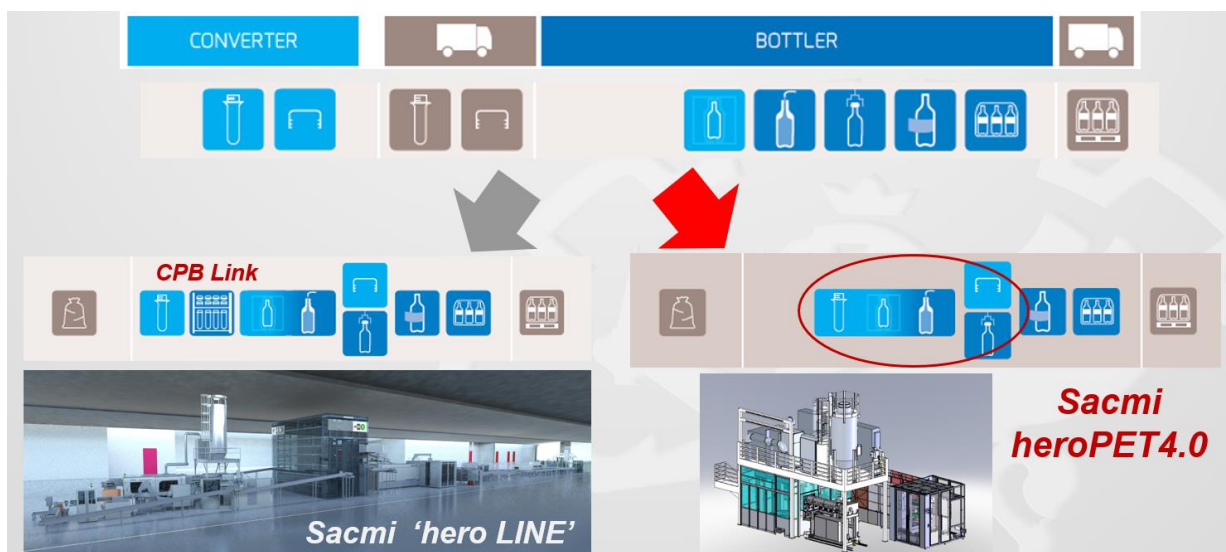 CONVERTER
BOTTLER
CPB Link
Sacmi 'hero LINE'
Sacmi
heroPET4.0